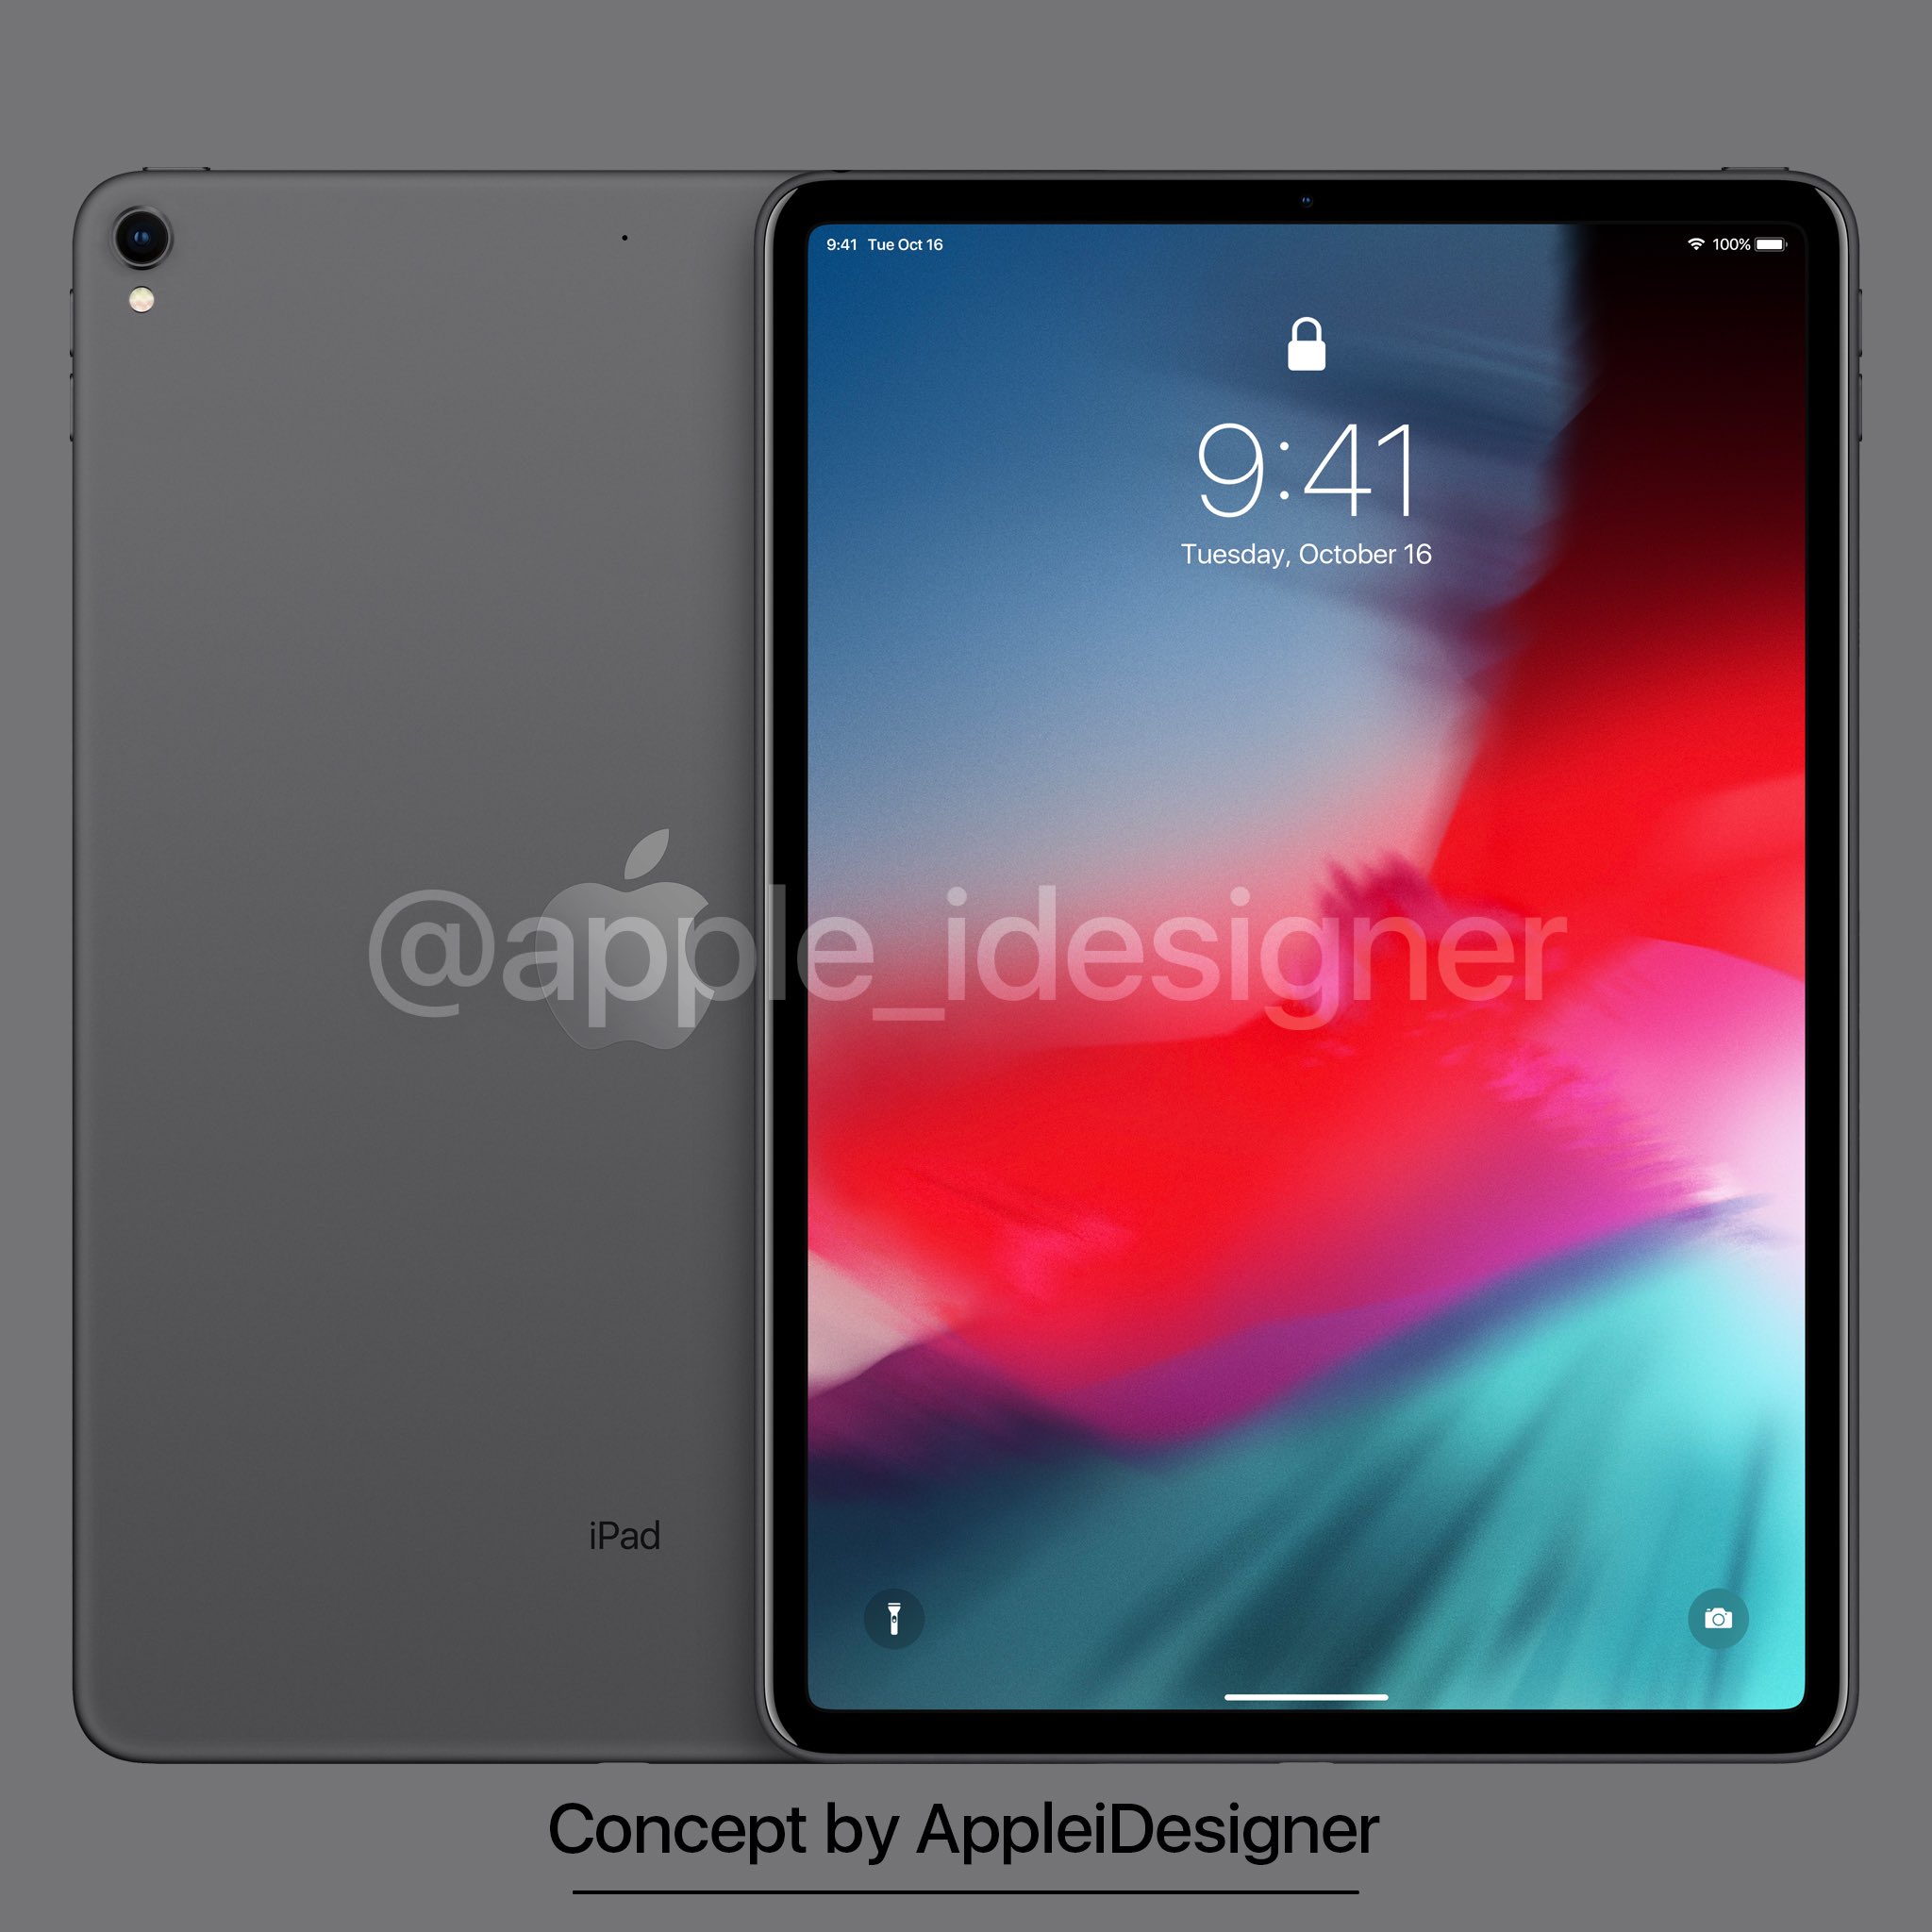 9:41 Tue Oct 16
100%
9:41
Tuesday, October 16
@apple_idesigner
iPad
Concept by AppleiDesigner